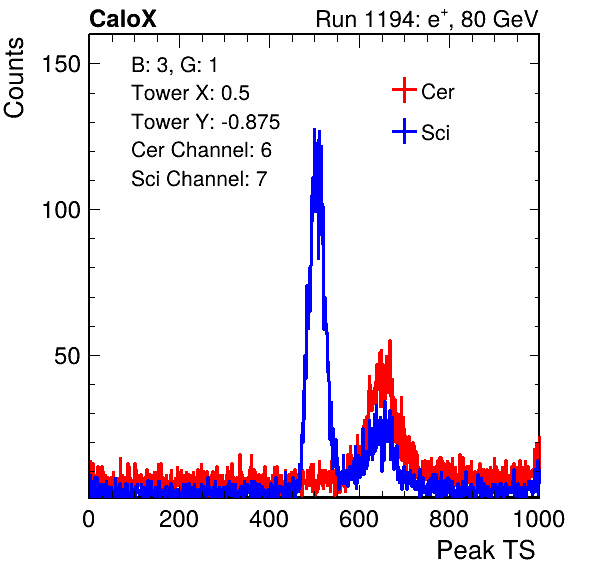 CaloX Run 1194: e⁺, 80 GeV
Counts
150
100
50
B: 3, G: 1
Tower X: 0.5
Tower Y: -0.875
Cer Channel: 6
Sci Channel: 7
Cer
Sci
0 200 400 600 800 1000
Peak TS